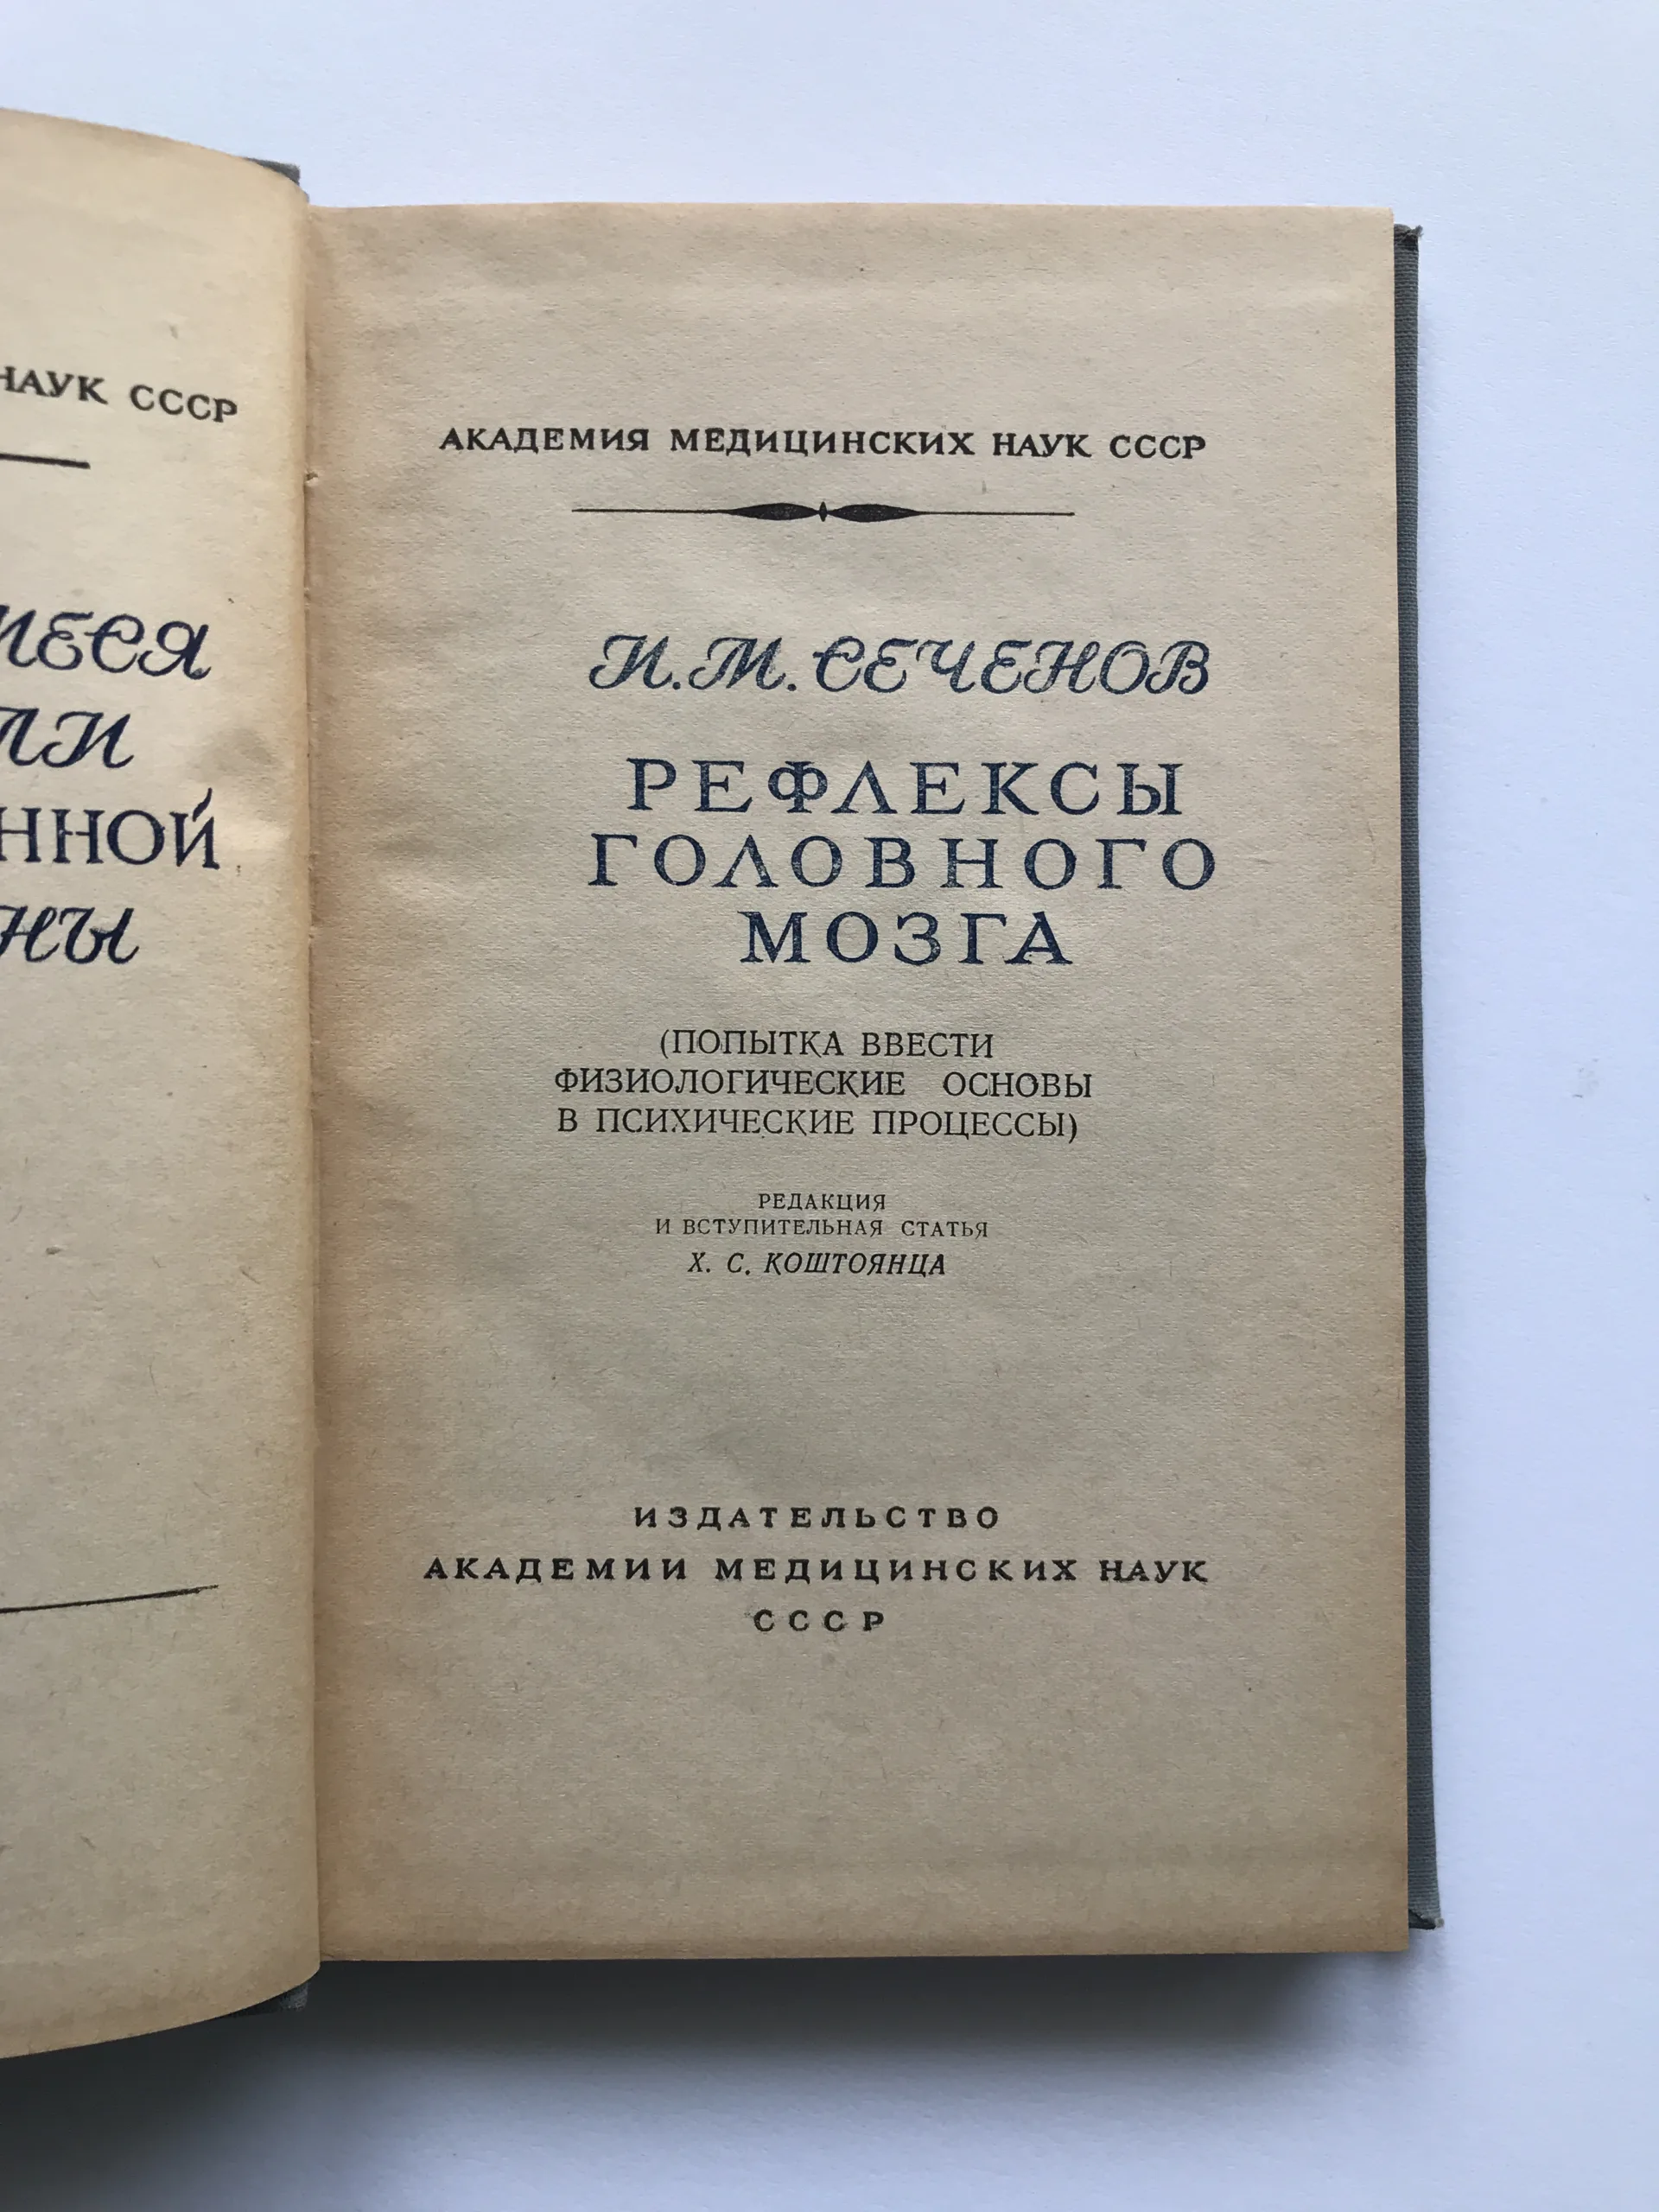 НАУК СССР
АКАДЕМИЯ МЕДИЦИНСКИХ НАУК СССР
И. М. СЕЧЕНОВ
РЕФЛЕКСЫ
ГОЛОВНОГО
МОЗГА
(ПОПЫТКА ВВЕСТИ
ФИЗИОЛОГИЧЕСКИЕ ОСНОВЫ
В ПСИХИЧЕСКИЕ ПРОЦЕССЫ)
РЕДАКЦИЯ
И ВСТУПИТЕЛЬНАЯ СТАТЬЯ
Х. С. КОШТОЯНЦА
ИЗДАТЕЛЬСТВО
АКАДЕМИИ МЕДИЦИНСКИХ НАУК
СССР